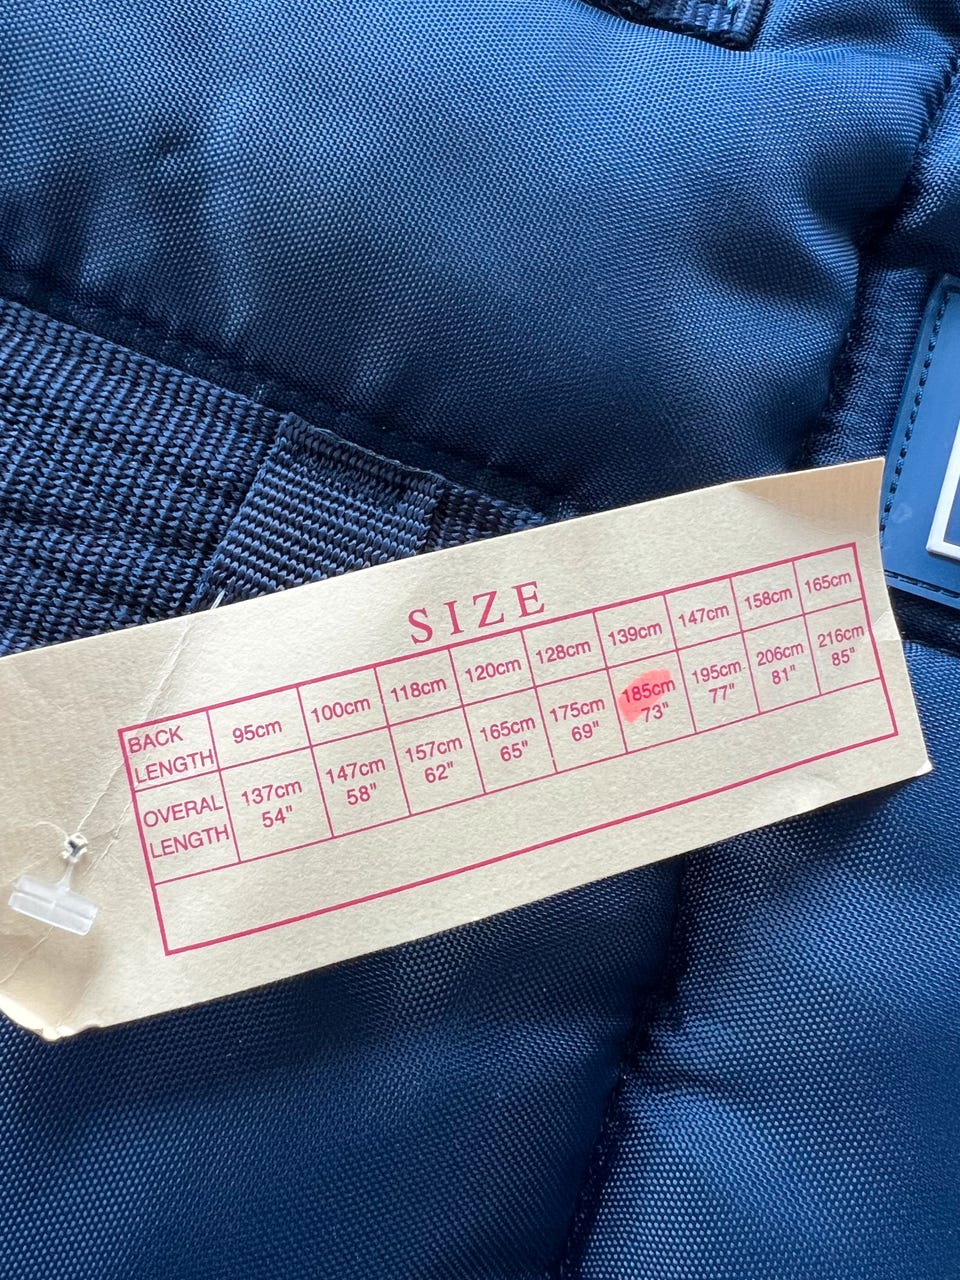 SIZE
BACK LENGTH 95cm 100cm 118cm 120cm 128cm 139cm 147cm 158cm 165cm
OVERAL LENGTH 137cm 147cm 157cm 165cm 175cm 185cm 195cm 206cm 216cm
54" 58" 62" 65" 69" 73" 77" 81" 85"